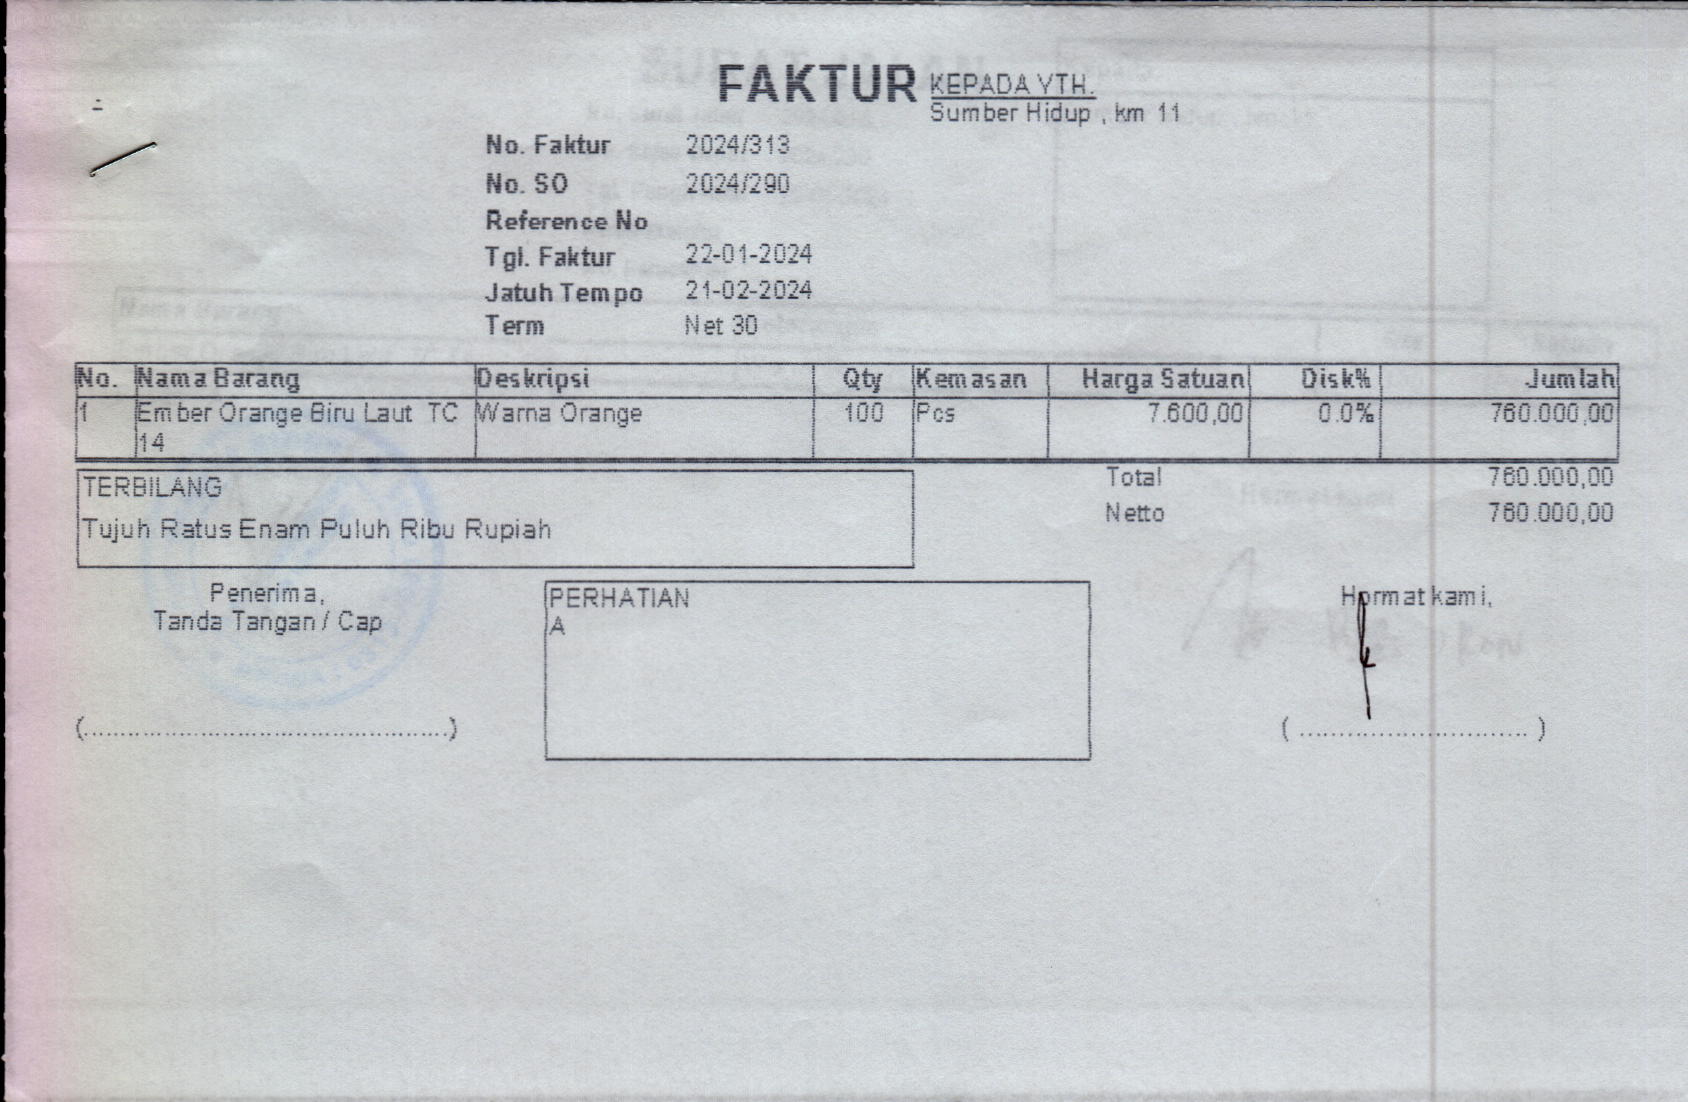 FAKTUR
KEPADA YTH.
Sumber Hidup , km 11
No. Faktur 2024/313
No. SO 2024/290
Reference No
Tgl. Faktur 22-01-2024
Jatuh Tempo 21-02-2024
Term Net 30
No. Nama Barang Deskripsi Qty Kemasan Harga Satuan Disk% Jumlah
1 Ember Orange Biru Laut TC Warna Orange 100 Pcs 7.600,00 0.0% 760.000,00
14
TERBILANG
Tujuh Ratus Enam Puluh Ribu Rupiah
Total 760.000,00
Netto 760.000,00
Penerima,
Tanda Tangan / Cap
(................................................)
PERHATIAN
A
Hormat kami,
( ............................. )